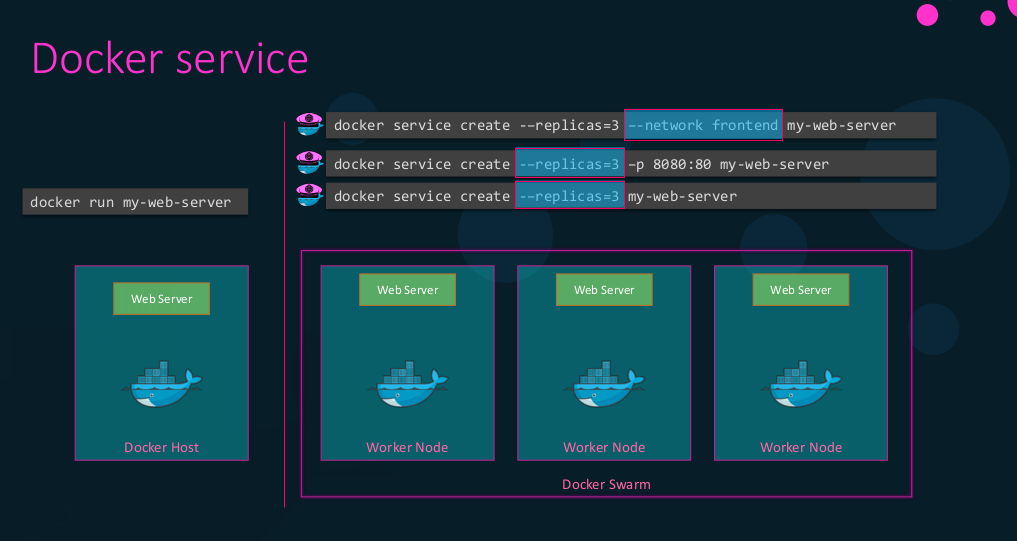 Docker service
docker service create --replicas=3 --network frontend my-web-server
docker service create --replicas=3 –p 8080:80 my-web-server
docker service create --replicas=3 my-web-server
docker run my-web-server
Web Server
Docker Host
Web Server
Web Server
Web Server
Worker Node
Worker Node
Worker Node
Docker Swarm